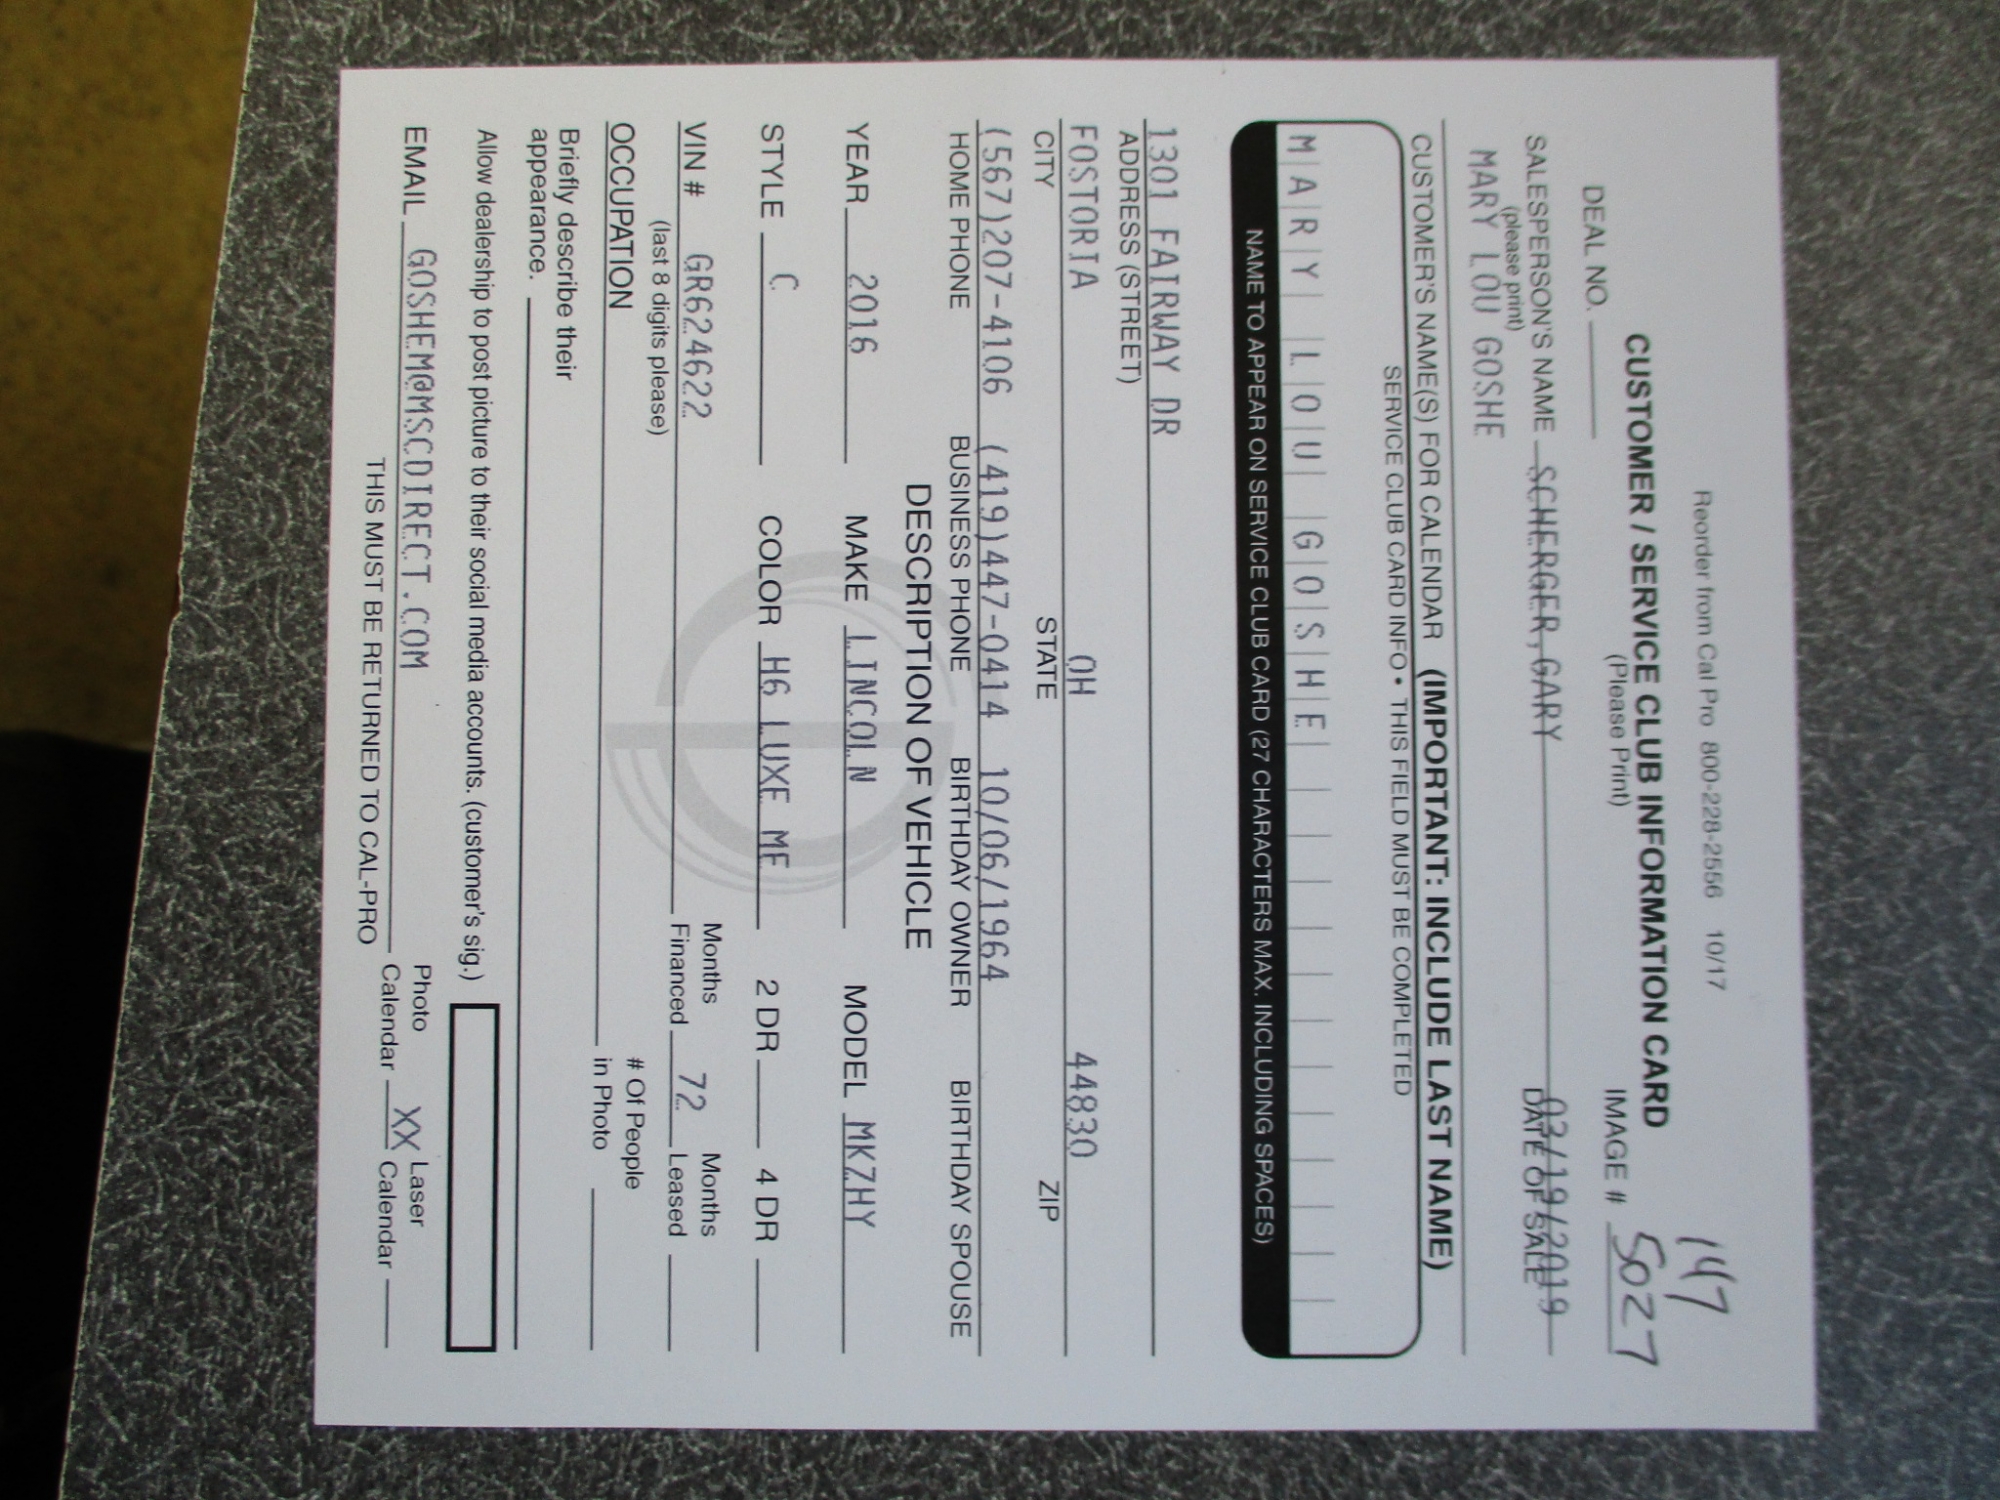 Reorder from Cal Pro 800-228-2556 10/17
147
CUSTOMER / SERVICE CLUB INFORMATION CARD
(Please Print)
DEAL NO.
IMAGE # 5027
SALESPERSON'S NAME SCHERGER,GARY 03/19/2019
(please print)
DATE OF SALE
MARY LOU GOSHE
CUSTOMER'S NAME(S) FOR CALENDAR (IMPORTANT: INCLUDE LAST NAME)
SERVICE CLUB CARD INFO • THIS FIELD MUST BE COMPLETED
MARY LOU GOSHE
NAME TO APPEAR ON SERVICE CLUB CARD (27 CHARACTERS MAX. INCLUDING SPACES)
1301 FAIRWAY DR
ADDRESS (STREET)
FOSTORIA OH 44830
CITY STATE ZIP
(567)207-4106 (419)447-0414 10/06/1964
HOME PHONE BUSINESS PHONE BIRTHDAY OWNER BIRTHDAY SPOUSE
DESCRIPTION OF VEHICLE
YEAR 2016 MAKE LINCOLN MODEL MKZHY
STYLE C COLOR H6 LUXE ME 2 DR 4 DR
VIN # GR624622 Months Financed 72 Months Leased
(last 8 digits please)
OCCUPATION # Of People in Photo
Briefly describe their
appearance.
Allow dealership to post picture to their social media accounts. (customer's sig.)
EMAIL GOSHEM@MSCDIRECT.COM Photo Calendar XX Laser Calendar
THIS MUST BE RETURNED TO CAL-PRO